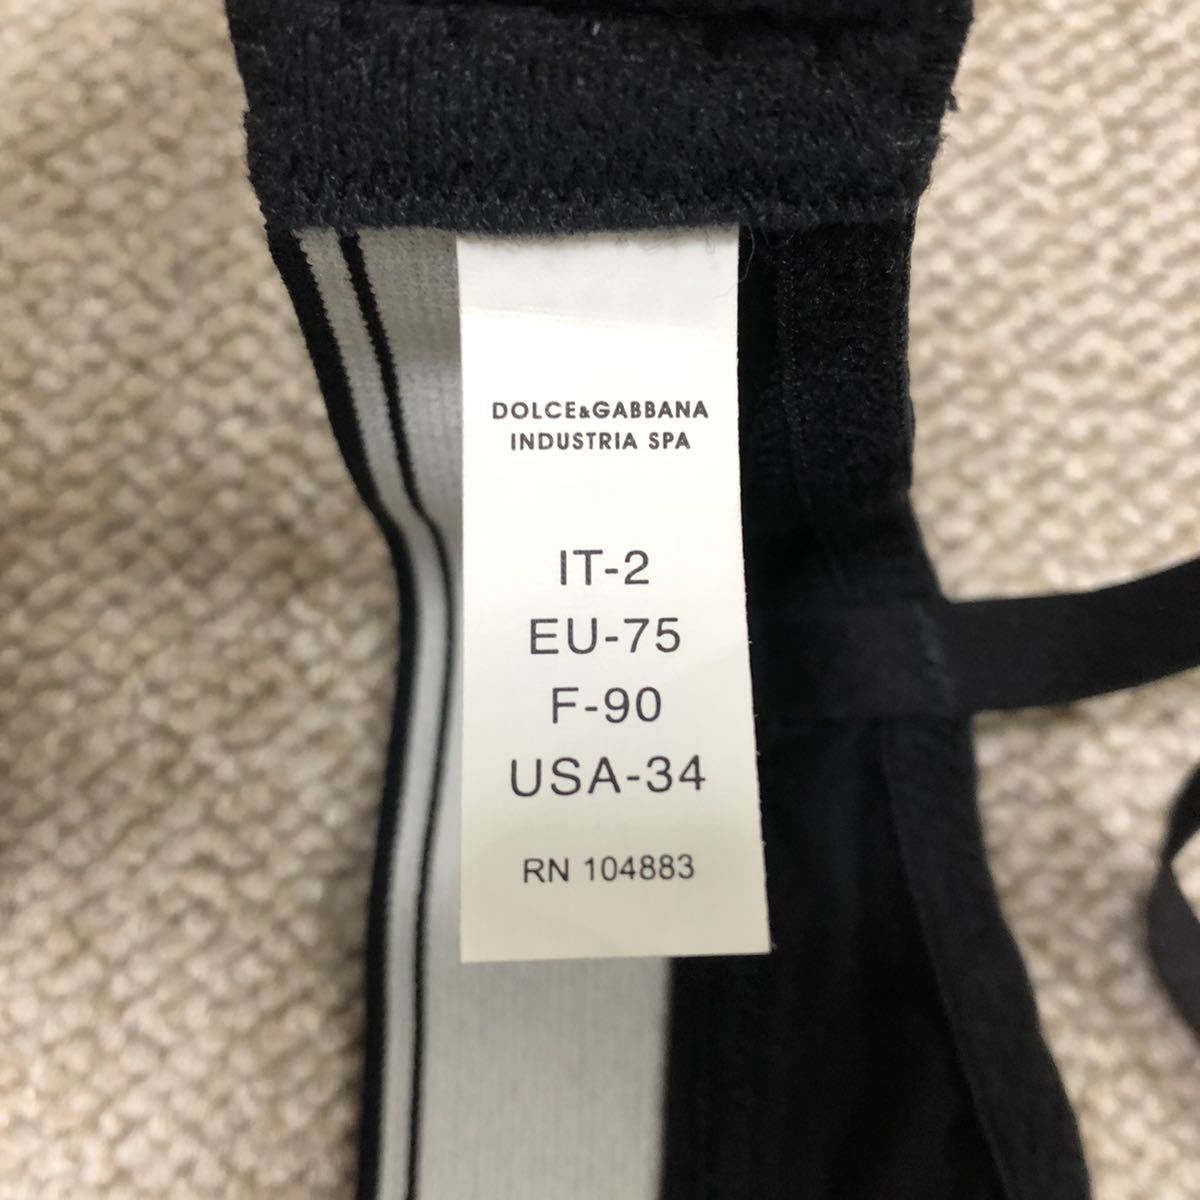 DOLCE&GABBANA
INDUSTRIA SPA
IT-2
EU-75
F-90
USA-34
RN 104883